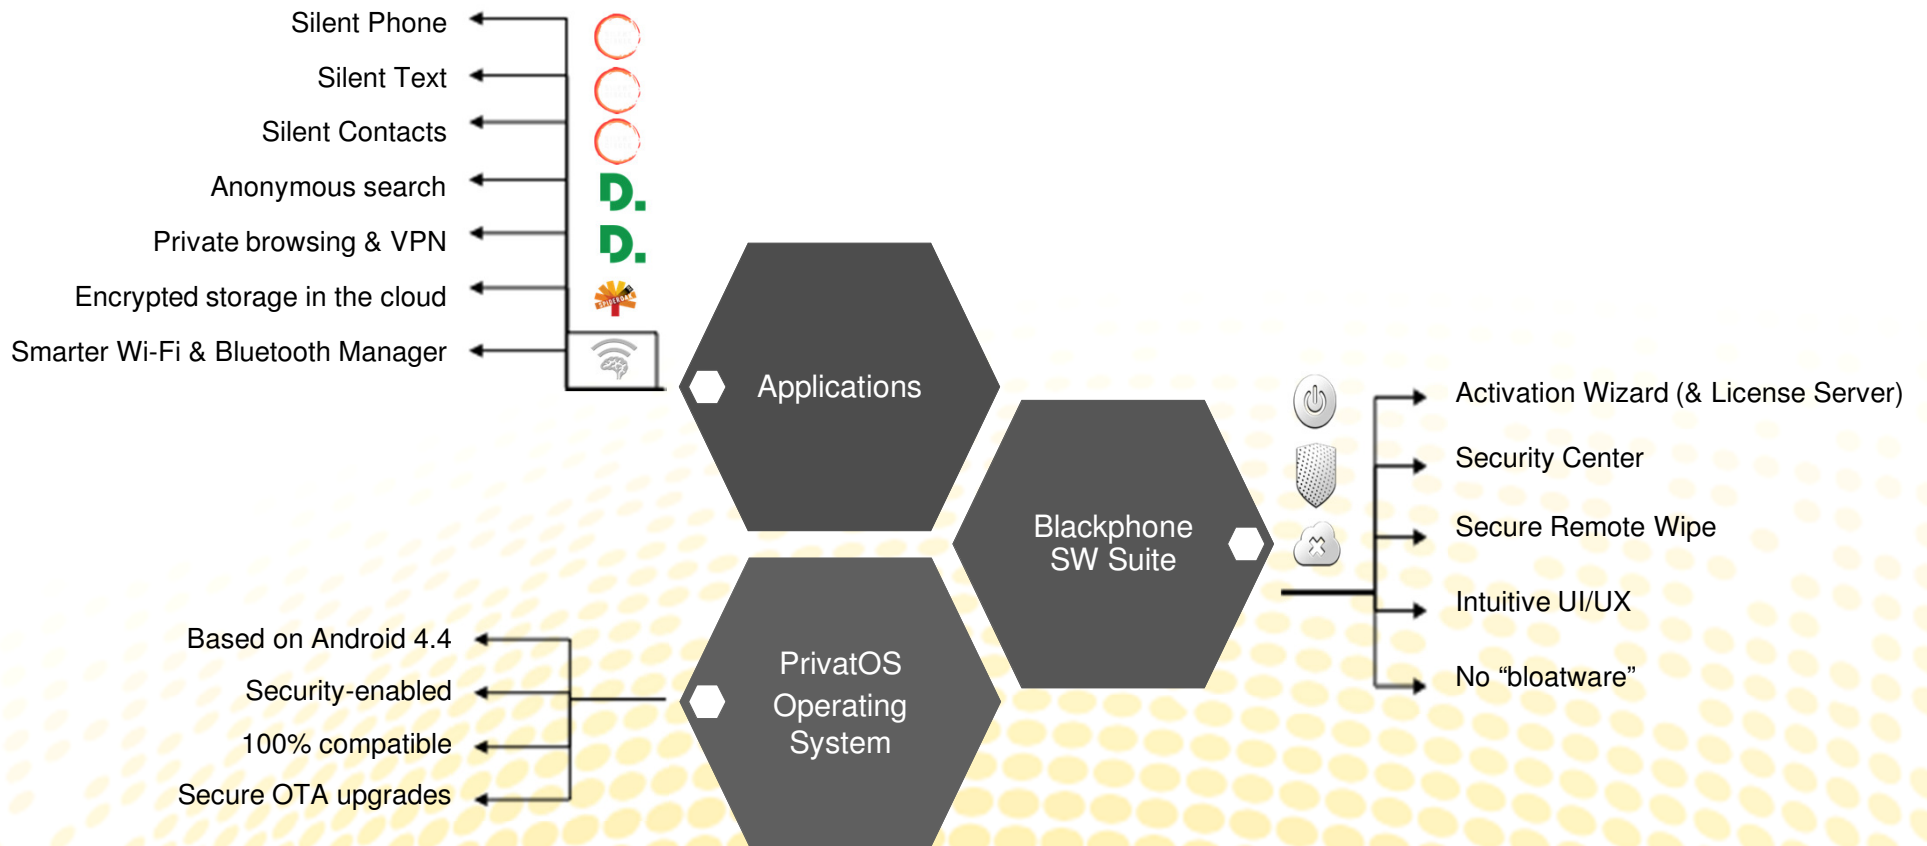 Silent Phone
Silent Text
Silent Contacts
Anonymous search
Private browsing & VPN
Encrypted storage in the cloud
Smarter Wi-Fi & Bluetooth Manager
D.
D.
SPIDEROAK
Applications
Blackphone
SW Suite
Activation Wizard (& License Server)
Security Center
Secure Remote Wipe
Intuitive UI/UX
No “bloatware”
PrivatOS
Operating
System
Based on Android 4.4
Security-enabled
100% compatible
Secure OTA upgrades